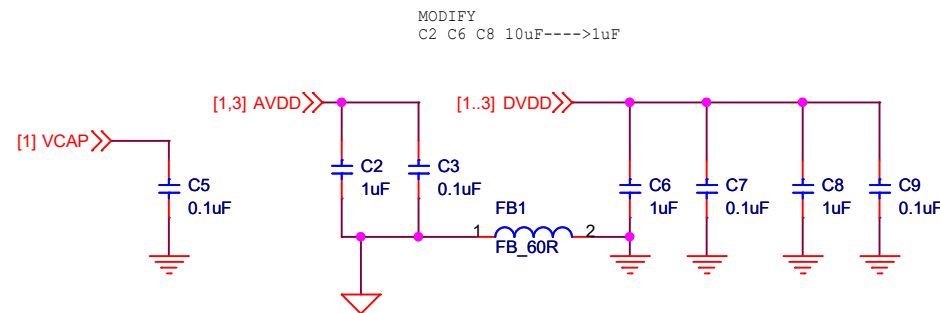 MODIFY
C2 C6 C8 10uF---->1uF
[1,3] AVDD
[1..3] DVDD
[1] VCAP
C5
0.1uF
C2
1uF
C3
0.1uF
FB1
1
2
FB_60R
C6
1uF
C7
0.1uF
C8
1uF
C9
0.1uF